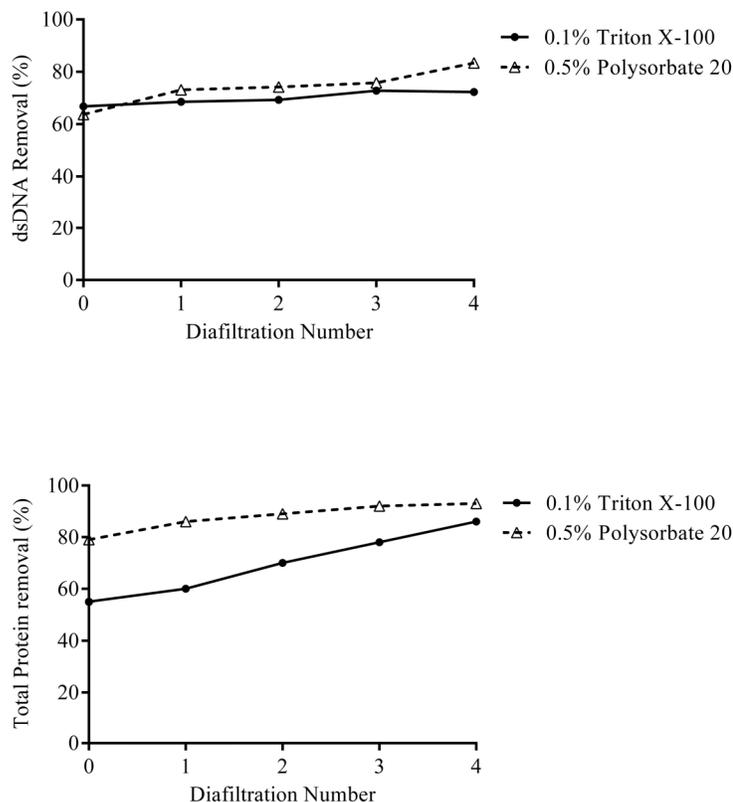 100
80
60
40
20
0
dsDNA Removal (%)
0 1 2 3 4
Diafiltration Number
0.1% Triton X-100
0.5% Polysorbate 20
100
80
60
40
20
0
Total Protein removal (%)
0 1 2 3 4
Diafiltration Number
0.1% Triton X-100
0.5% Polysorbate 20